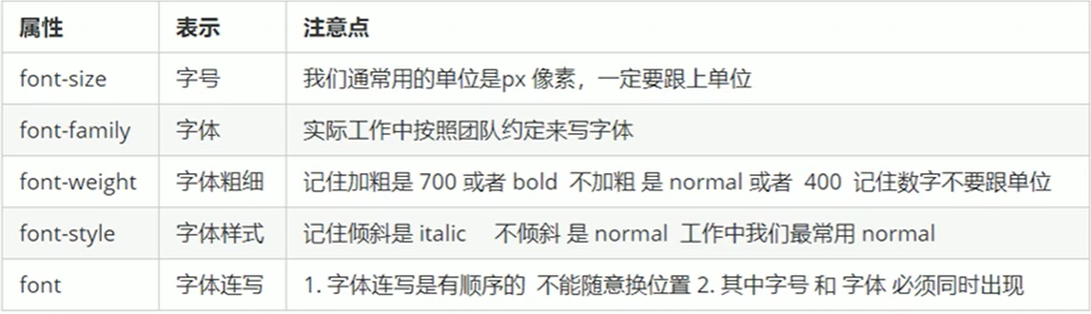 属性 表示 注意点
font-size 字号 我们通常用的单位是px 像素，一定要跟上单位
font-family 字体 实际工作中按照团队约定来写字体
font-weight 字体粗细 记住加粗是 700 或者 bold 不加粗 是 normal 或者 400 记住数字不要跟单位
font-style 字体样式 记住倾斜是 italic 不倾斜 是 normal 工作中我们最常用 normal
font 字体连写 1. 字体连写是有顺序的 不能随意换位置 2. 其中字号 和 字体 必须同时出现